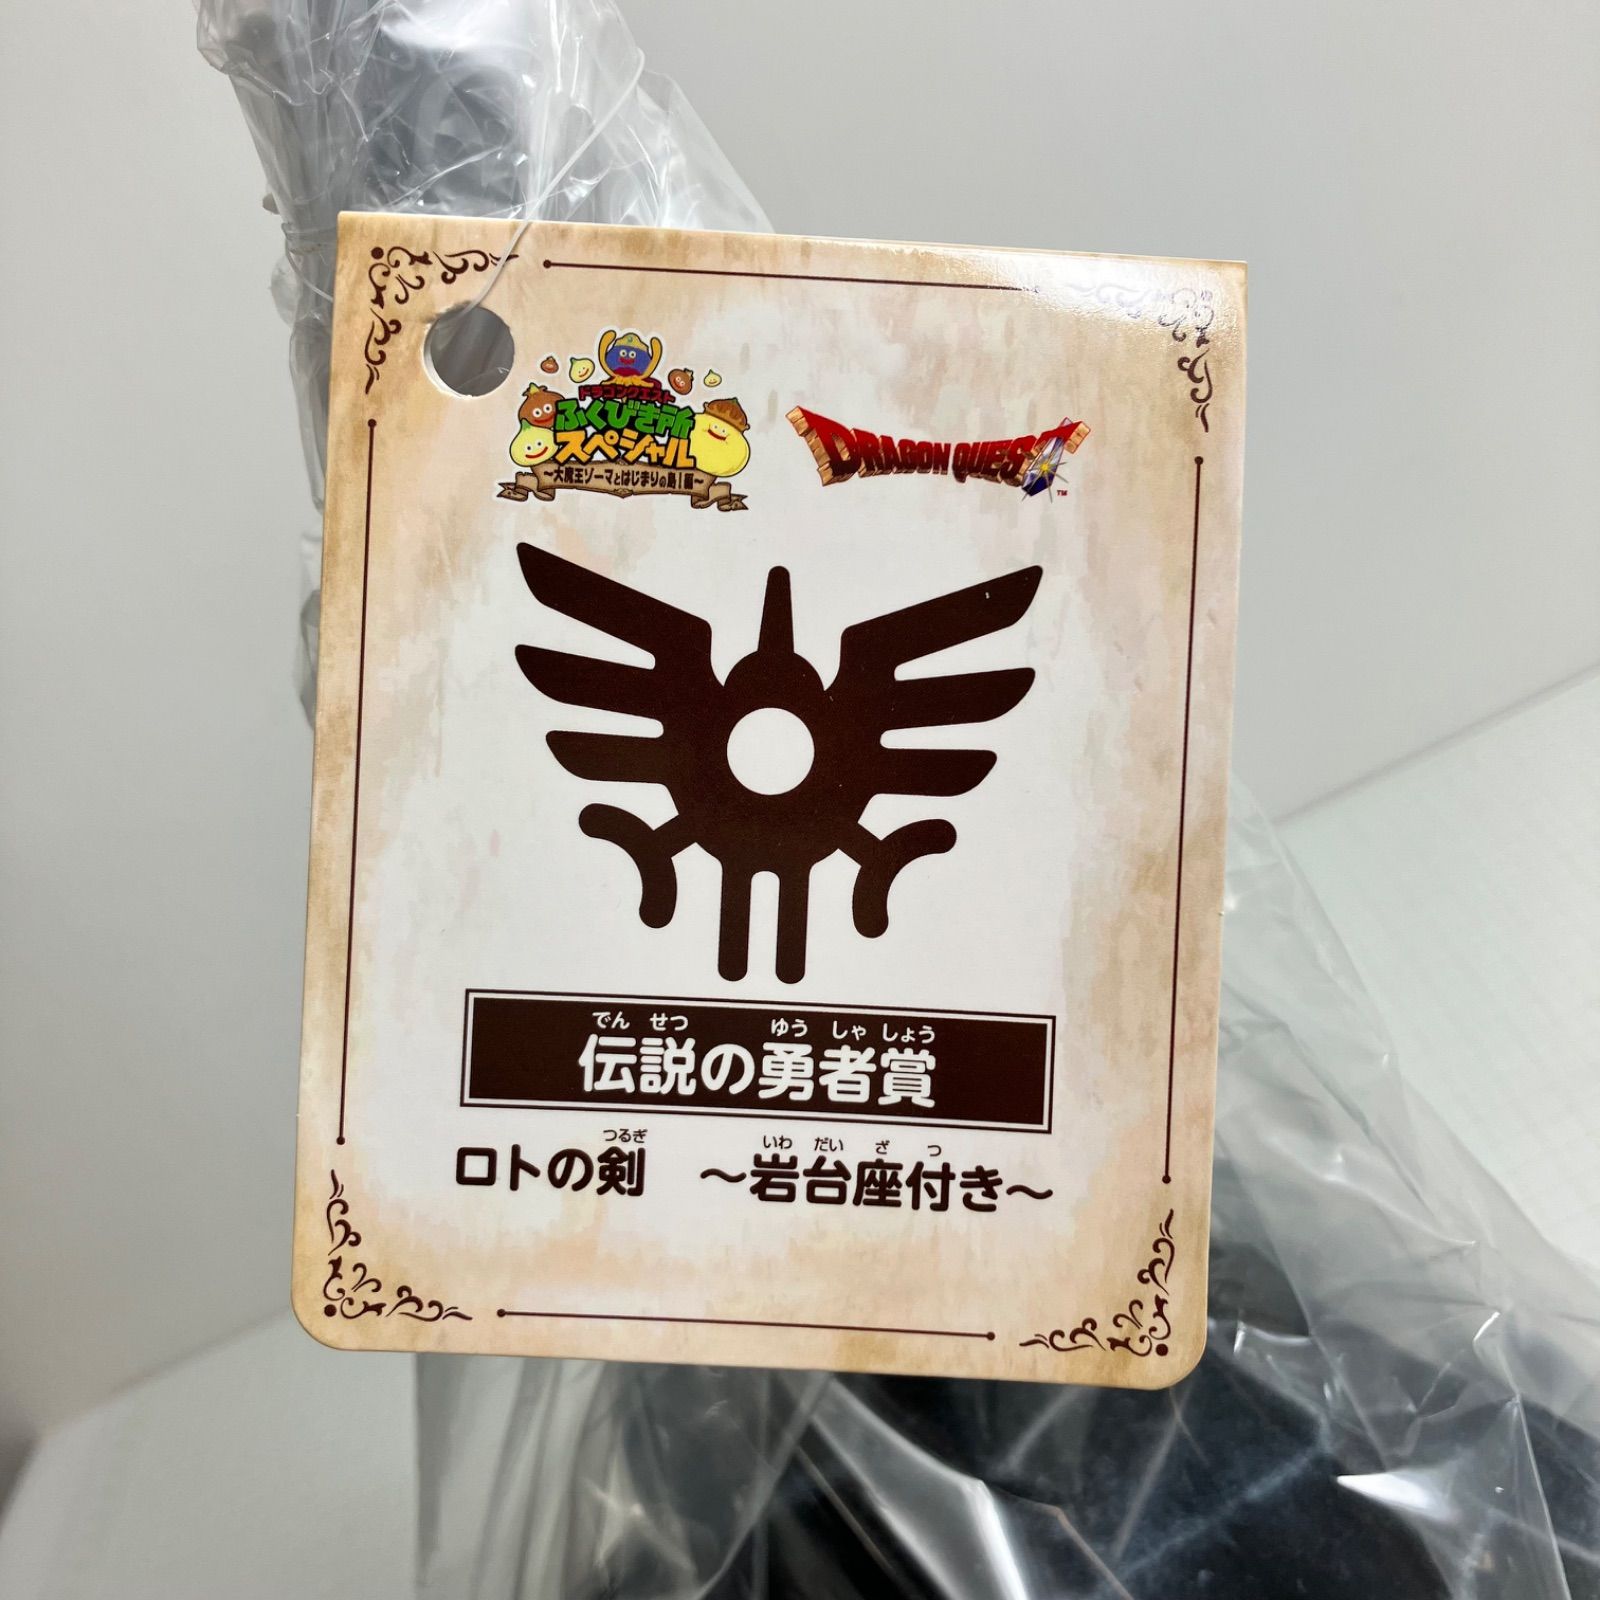 ドラゴンクエスト
ふくびき所
スペシャル
～大魔王ゾーマとはじまりの島！編～
DRAGON QUEST
™
でん せつ ゆう しゃ しょう
伝説の勇者賞
つるぎ いわ だい ざ つ
ロトの剣 ～岩台座付き～